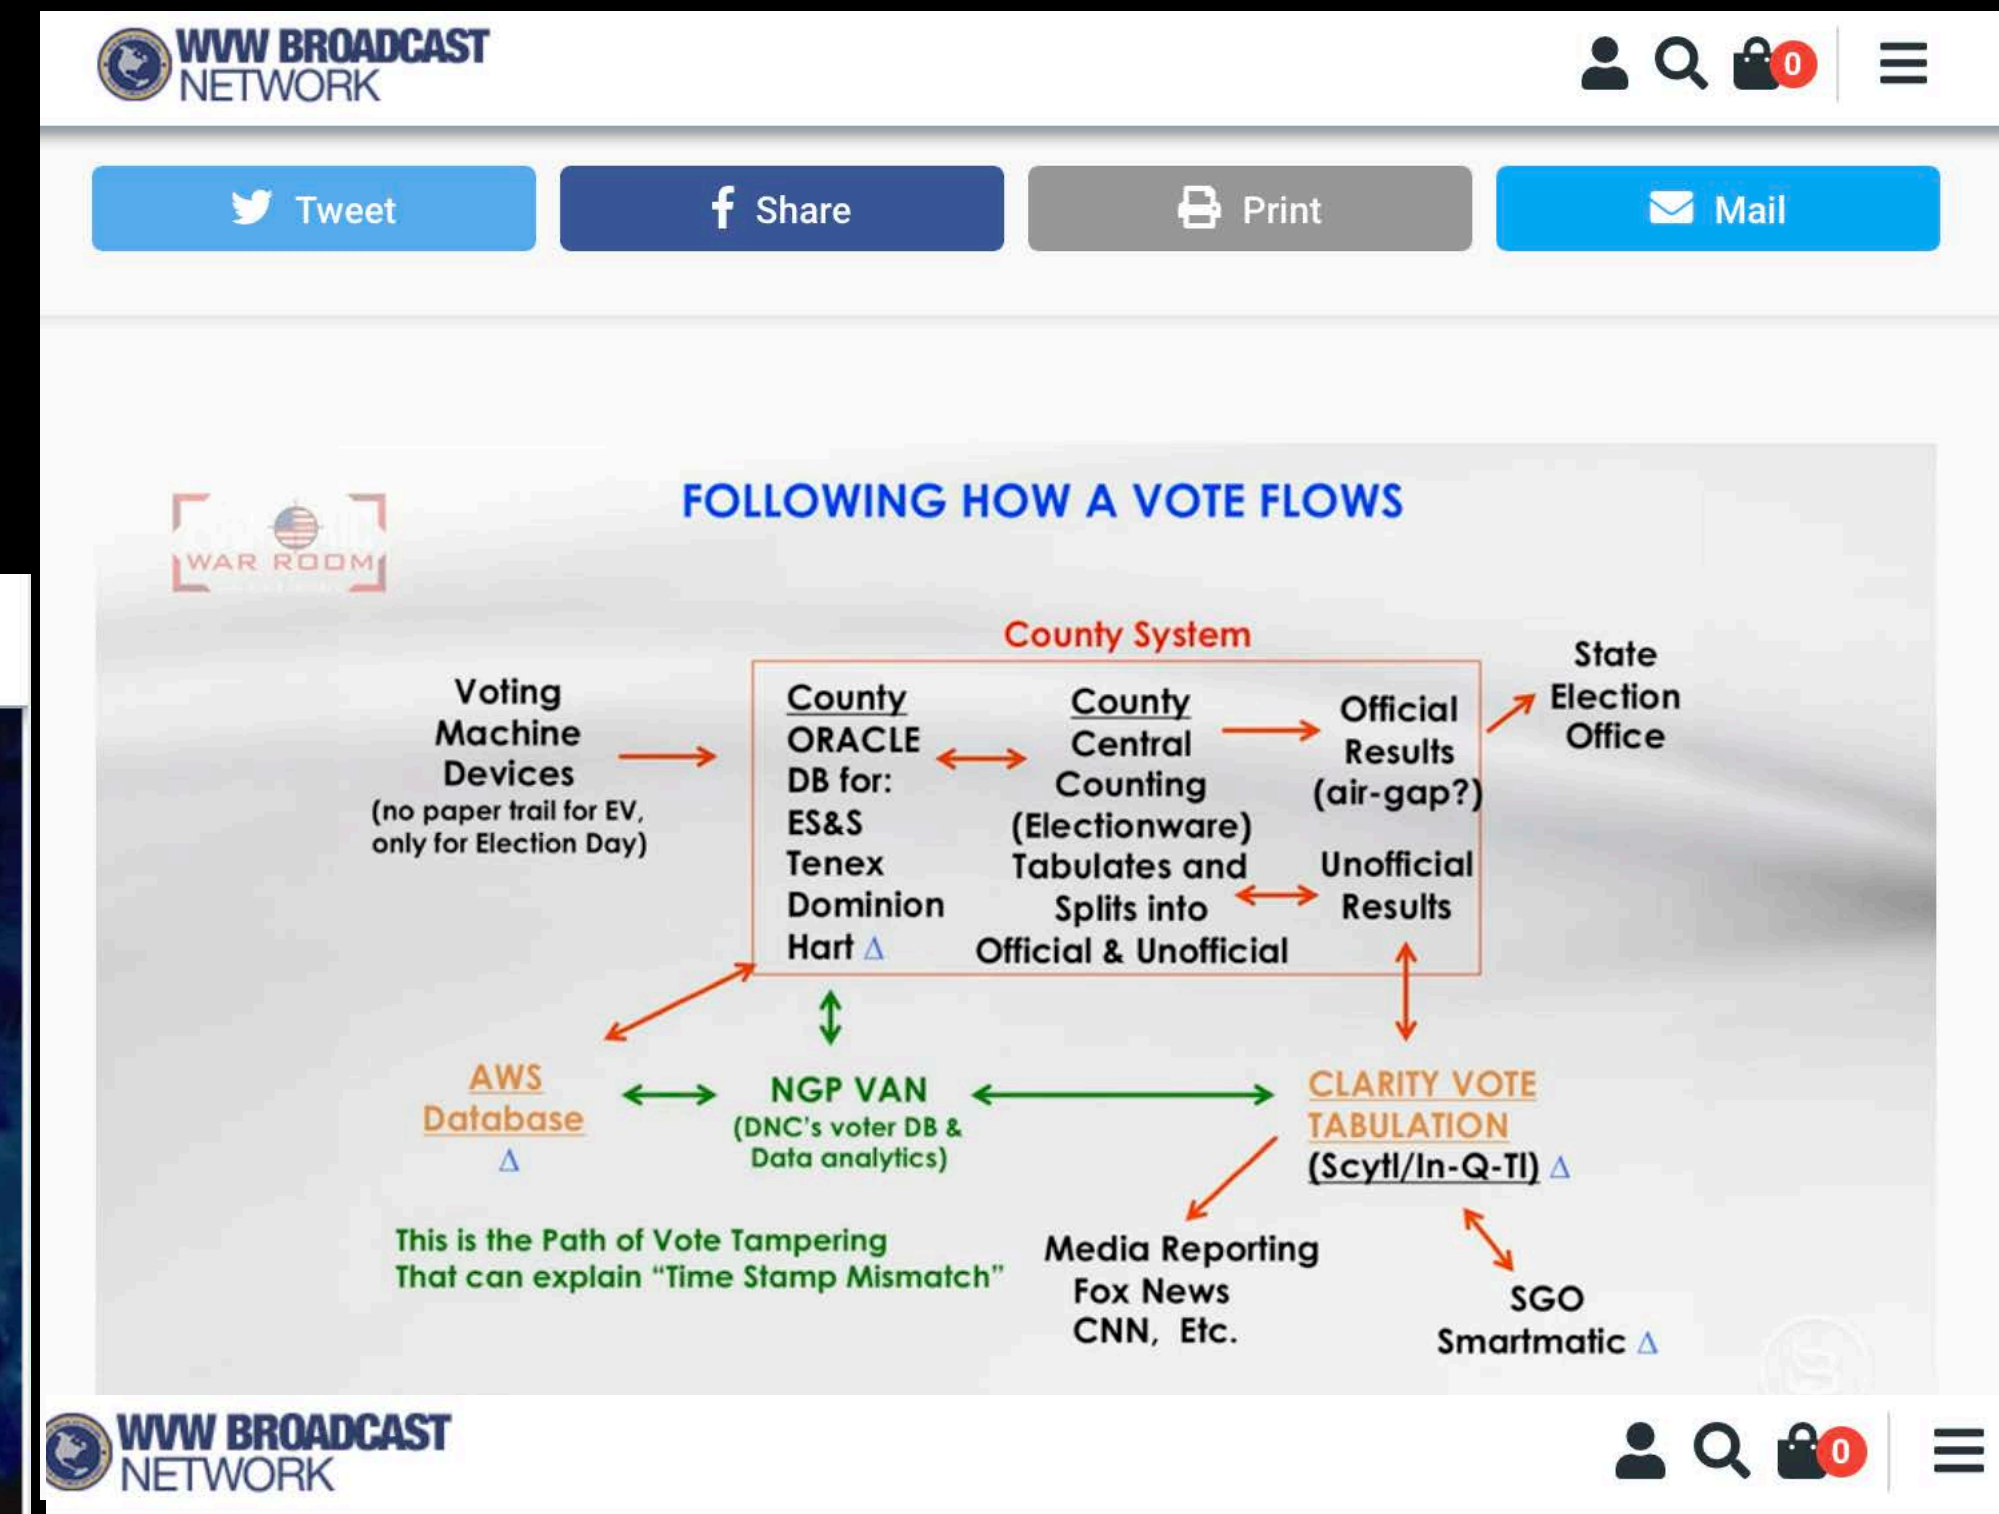 WVW BROADCAST
NETWORK
0
Tweet
Share
Print
Mail
FOLLOWING HOW A VOTE FLOWS
WAR ROOM
County System
Voting
Machine
Devices
(no paper trail for EV,
only for Election Day)
County
ORACLE
DB for:
ES&S
Tenex
Dominion
Hart Δ
County
Central
Counting
(Electionware)
Tabulates and
Splits into
Official & Unofficial
Official
Results
(air-gap?)
Unofficial
Results
State
Election
Office
AWS
Database
Δ
NGP VAN
(DNC's voter DB &
Data analytics)
CLARITY VOTE
TABULATION
(Scytl/In-Q-Tl) Δ
This is the Path of Vote Tampering
That can explain “Time Stamp Mismatch”
Media Reporting
Fox News
CNN, Etc.
SGO
Smartmatic Δ
WVW BROADCAST
NETWORK
0